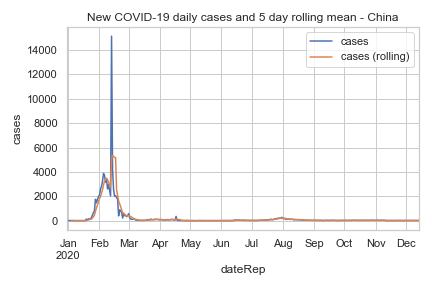 New COVID-19 daily cases and 5 day rolling mean - China
cases
cases (rolling)
14000
12000
10000
8000
6000
4000
2000
0
cases
Jan Feb Mar Apr May Jun Jul Aug Sep Oct Nov Dec
2020
dateRep